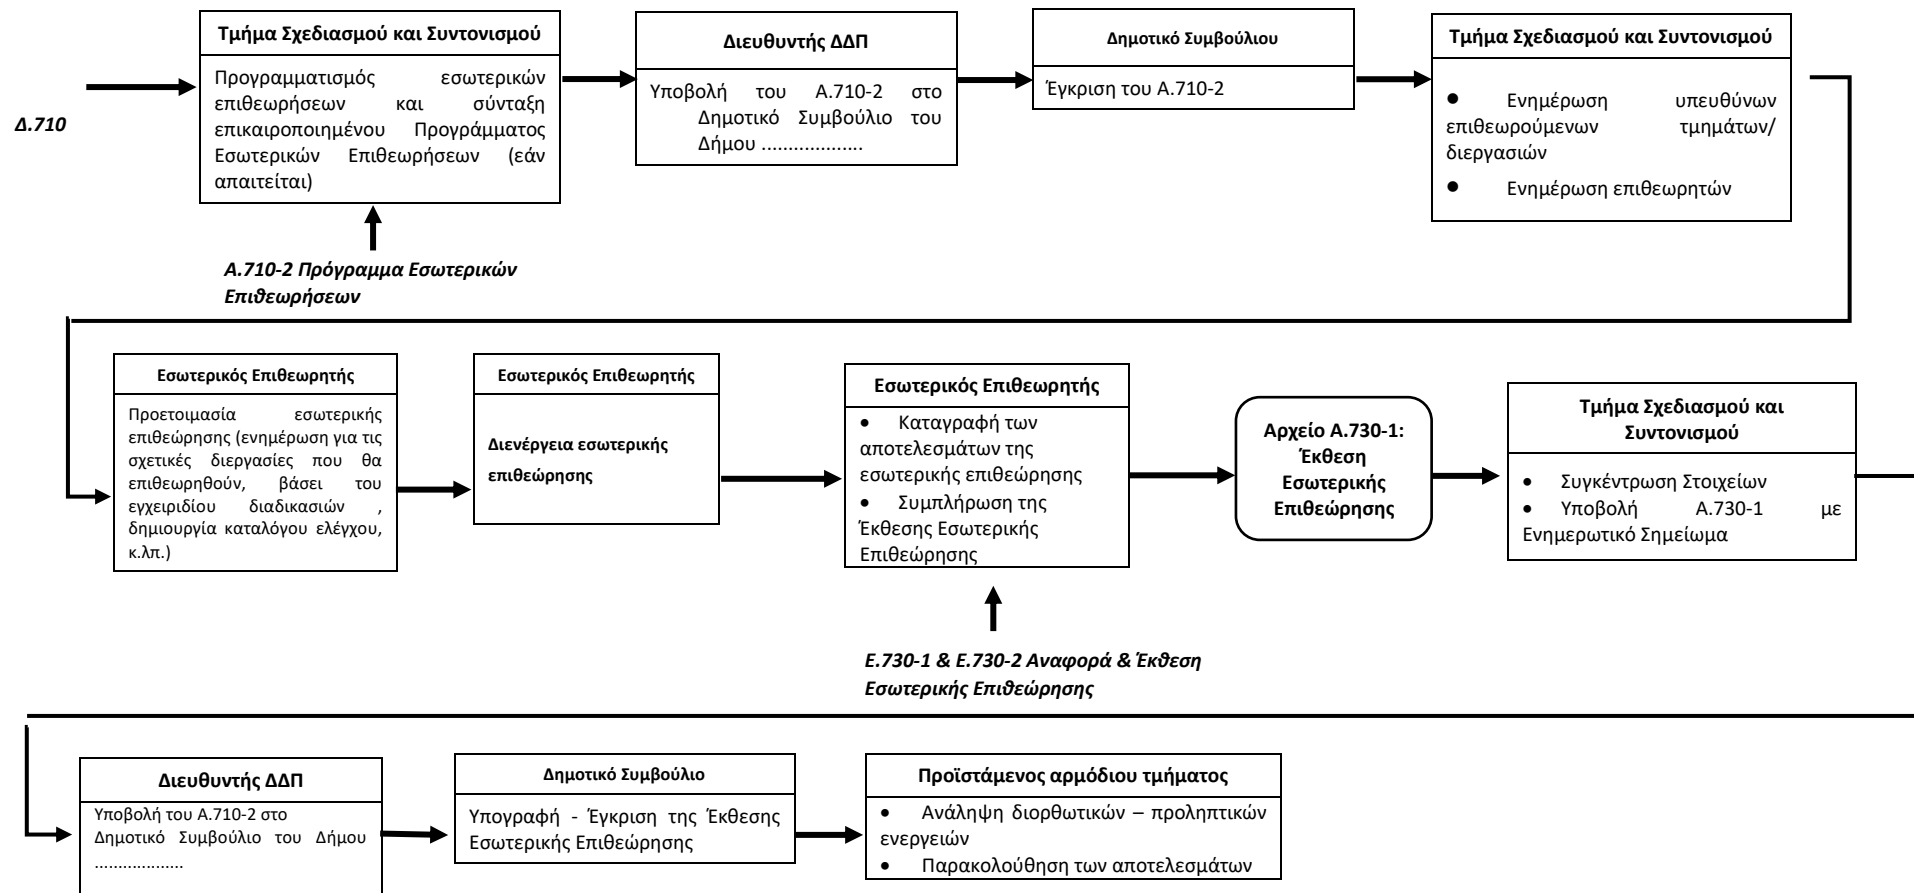 Δ.710
Τμήμα Σχεδιασμού και Συντονισμού
Προγραμματισμός εσωτερικών
επιθεωρήσεων και σύνταξη
επικαιροποιημένου Προγράμματος
Εσωτερικών Επιθεωρήσεων (εάν
απαιτείται)
Α.710-2 Πρόγραμμα Εσωτερικών
Επιθεωρήσεων
Διευθυντής ΔΔΠ
Υποβολή του Α.710-2 στο
Δημοτικό Συμβούλιο του
Δήμου ...................
Δημοτικό Συμβούλιου
Έγκριση του Α.710-2
Τμήμα Σχεδιασμού και Συντονισμού
● Ενημέρωση υπευθύνων
επιθεωρούμενων τμημάτων/
διεργασιών
● Ενημέρωση επιθεωρητών
Εσωτερικός Επιθεωρητής
Προετοιμασία εσωτερικής
επιθεώρησης (ενημέρωση για τις
σχετικές διεργασίες που θα
επιθεωρηθούν, βάσει του
εγχειριδίου διαδικασιών ,
δημιουργία καταλόγου ελέγχου,
κ.λπ.)
Εσωτερικός Επιθεωρητής
Διενέργεια εσωτερικής
επιθεώρησης
Εσωτερικός Επιθεωρητής
● Καταγραφή των
αποτελεσμάτων της
εσωτερικής επιθεώρησης
● Συμπλήρωση της
Έκθεσης Εσωτερικής
Επιθεώρησης
Ε.730-1 & Ε.730-2 Αναφορά & Έκθεση
Εσωτερικής Επιθεώρησης
Αρχείο Α.730-1:
Έκθεση
Εσωτερικής
Επιθεώρησης
Τμήμα Σχεδιασμού και
Συντονισμού
● Συγκέντρωση Στοιχείων
● Υποβολή Α.730-1 με
Ενημερωτικό Σημείωμα
Διευθυντής ΔΔΠ
Υποβολή του Α.710-2 στο
Δημοτικό Συμβούλιο του Δήμου
...................
Δημοτικό Συμβούλιο
Υπογραφή - Έγκριση της Έκθεσης
Εσωτερικής Επιθεώρησης
Προϊστάμενος αρμόδιου τμήματος
● Ανάληψη διορθωτικών – προληπτικών
ενεργειών
● Παρακολούθηση των αποτελεσμάτων